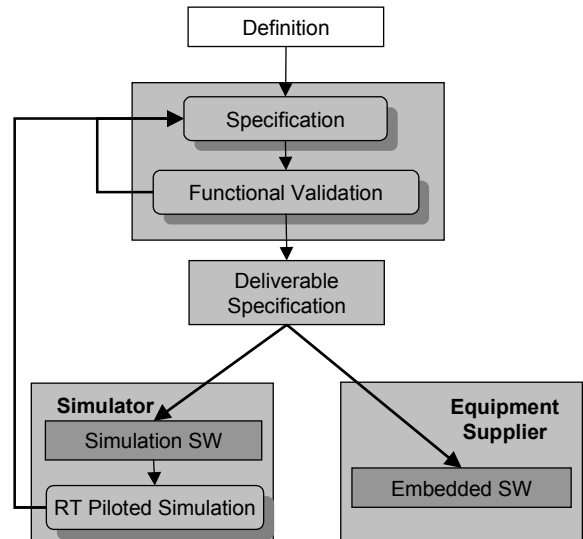 Definition
Specification
Functional Validation
Deliverable
Specification
Simulator
Simulation SW
RT Piloted Simulation
Equipment
Supplier
Embedded SW